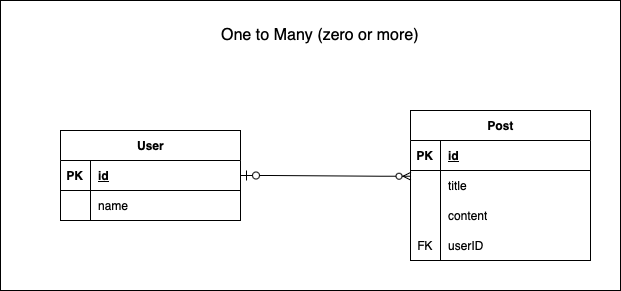 One to Many (zero or more)
User
PK id
name
Post
PK id
title
content
FK userID